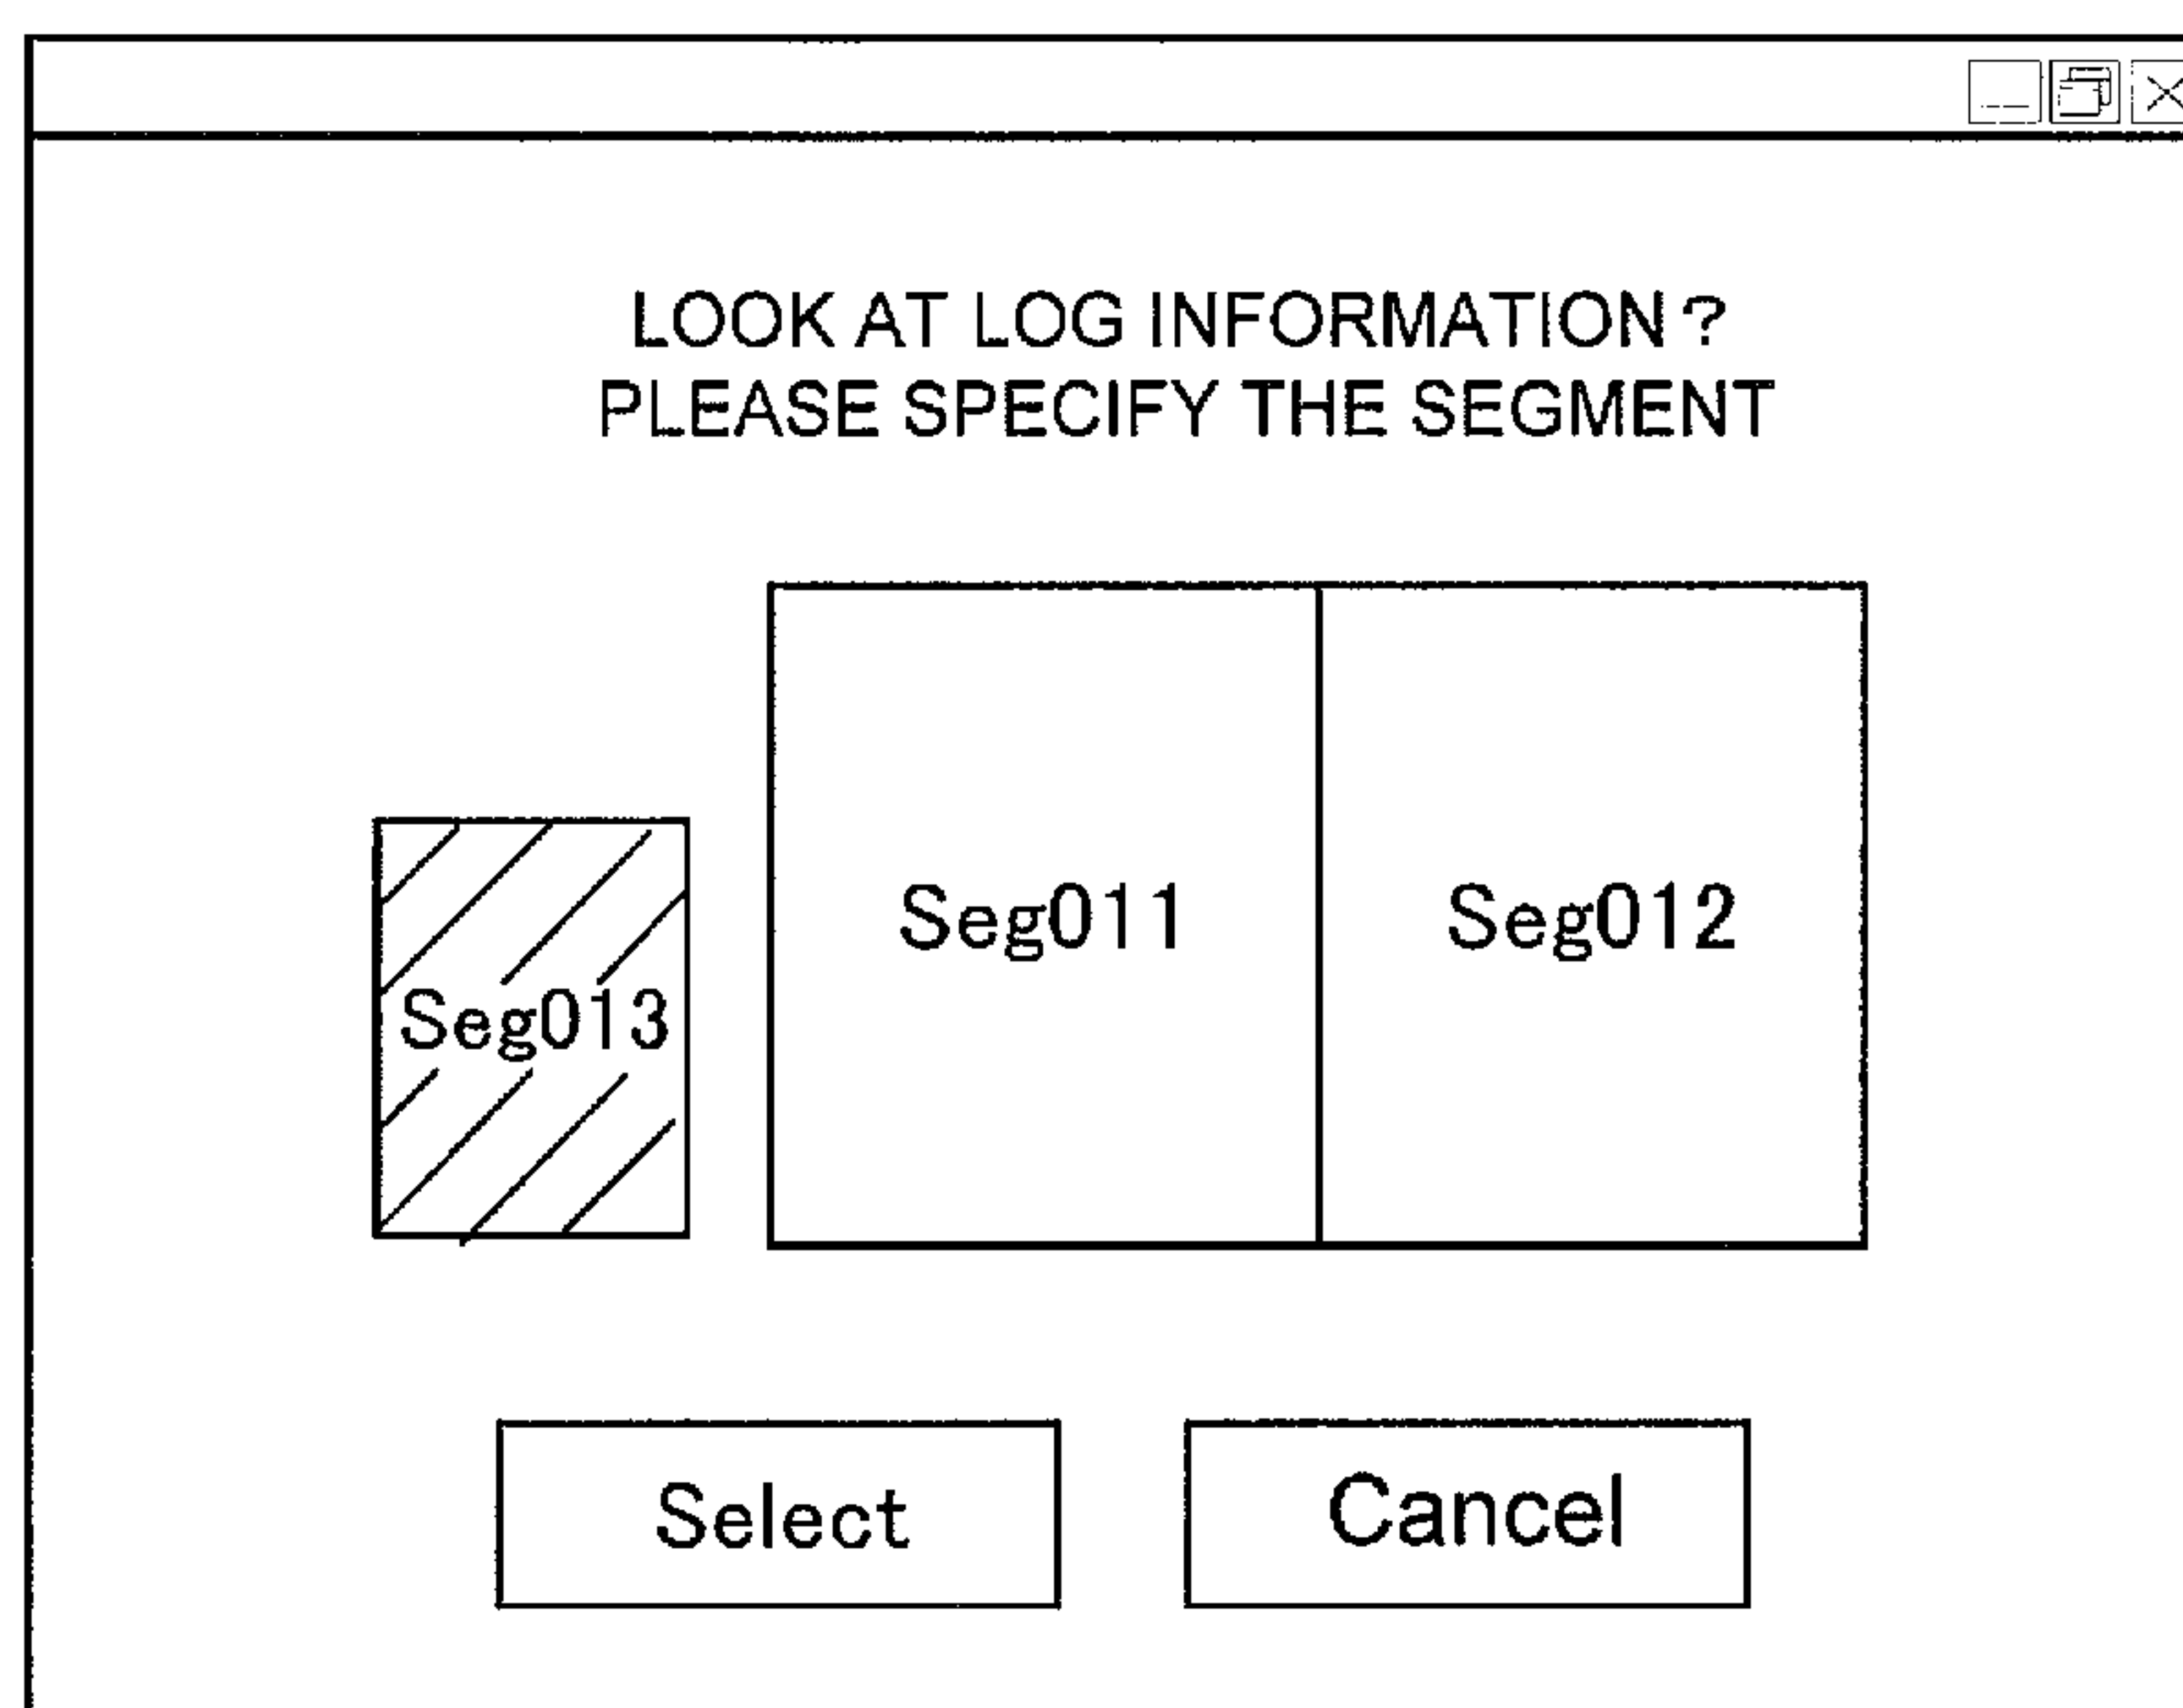 LOOK AT LOG INFORMATION ?
PLEASE SPECIFY THE SEGMENT
Seg011
Seg012
Seg013
Select
Cancel